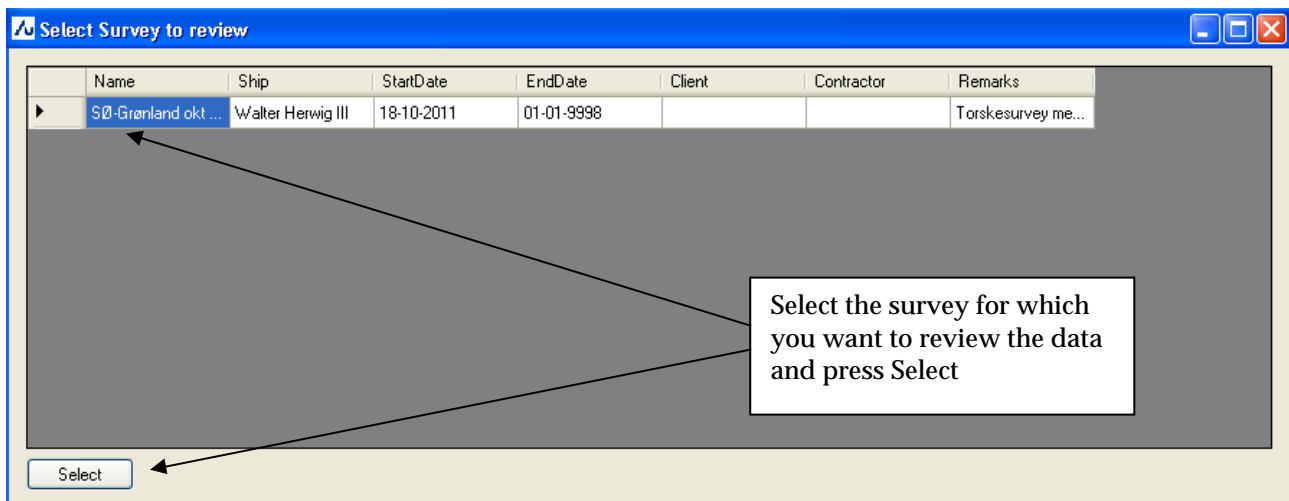 Select Survey to review
Name Ship StartDate EndDate Client Contractor Remarks
SØ-Grønland okt ... Walter Herwig III 18-10-2011 01-01-9998 Torskesurvey me...
Select the survey for which
you want to review the data
and press Select
Select